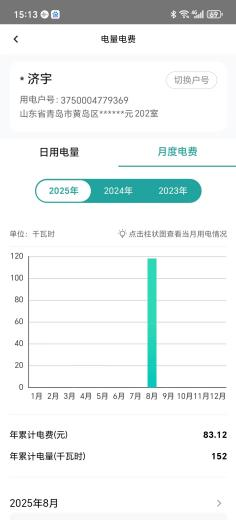 15:13
4G 69
电量电费
* 济宇
切换户号
用电户号: 3750004779369
山东省青岛市黄岛区******元202室
日用电量
月度电费
2025年
2024年
2023年
单位：千瓦时
点击柱状图查看当月用电情况
120
100
80
60
40
20
0
1月 2月 3月 4月 5月 6月 7月 8月 9月 10月 11月 12月
年累计电费(元)
83.12
年累计电量(千瓦时)
152
2025年8月